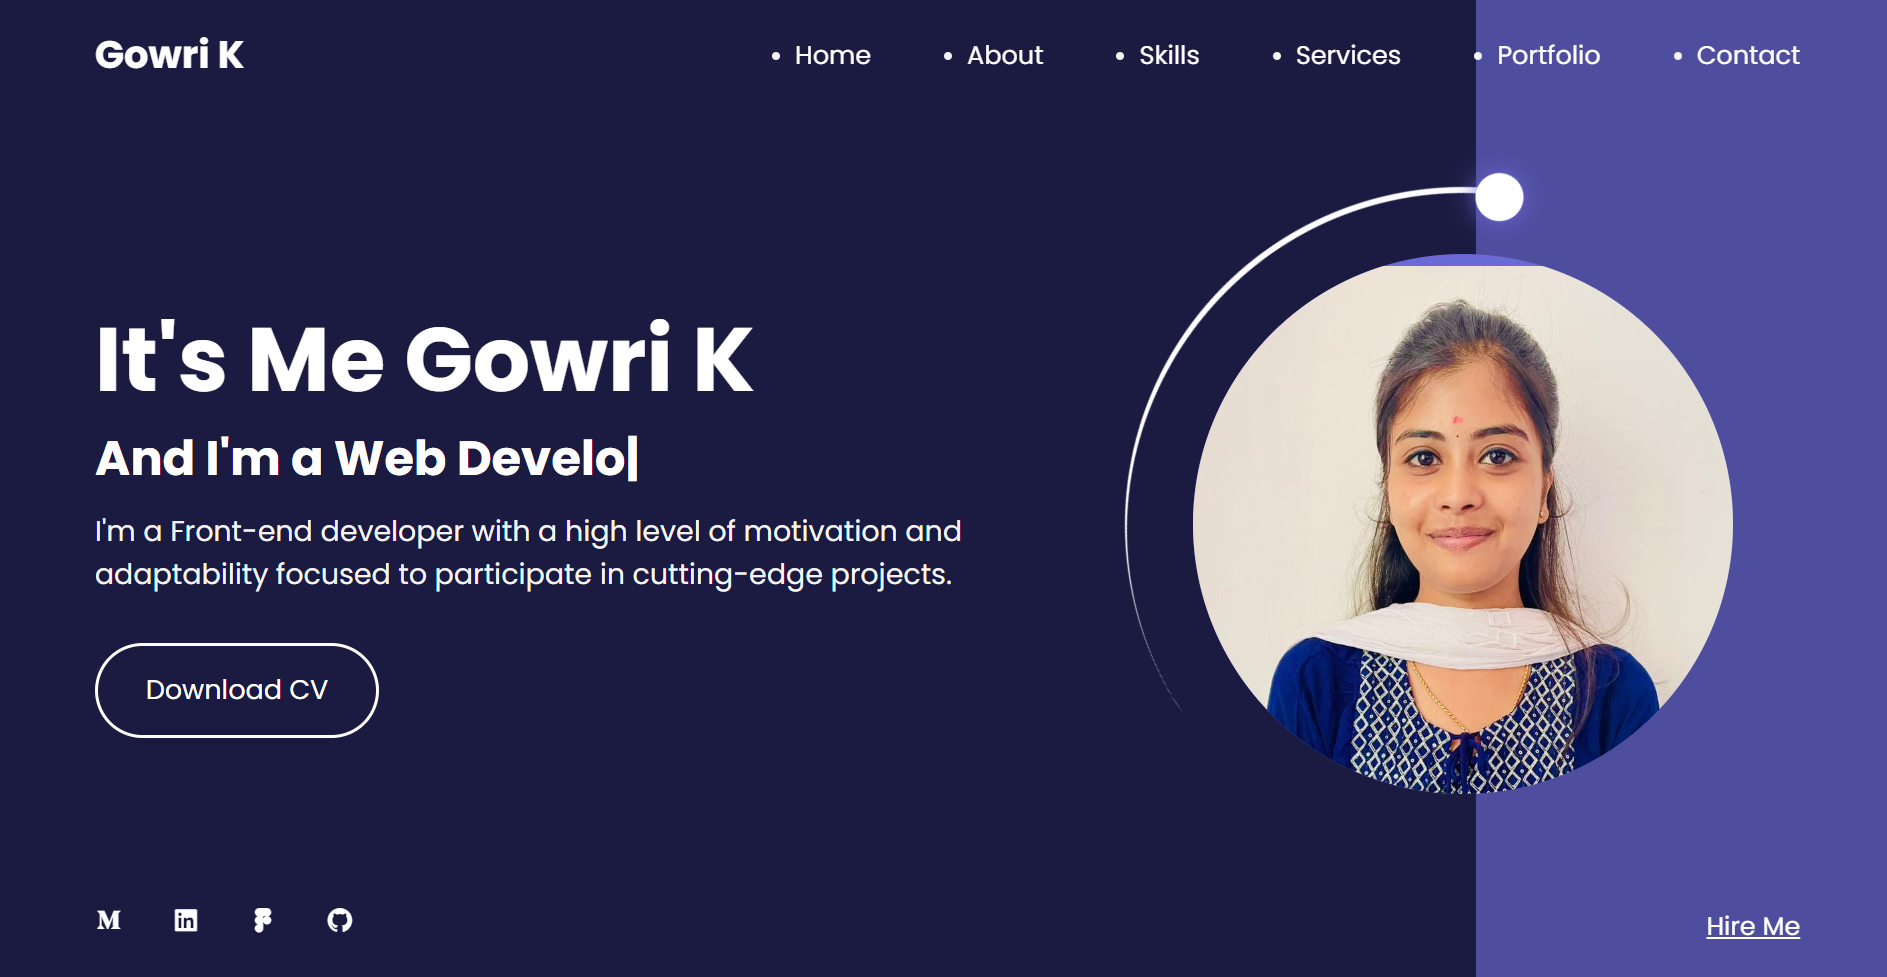 Gowri K
Home
About
Skills
Services
Portfolio
Contact
It's Me Gowri K
And I'm a Web Develo|
I'm a Front-end developer with a high level of motivation and
adaptability focused to participate in cutting-edge projects.
Download CV
Hire Me